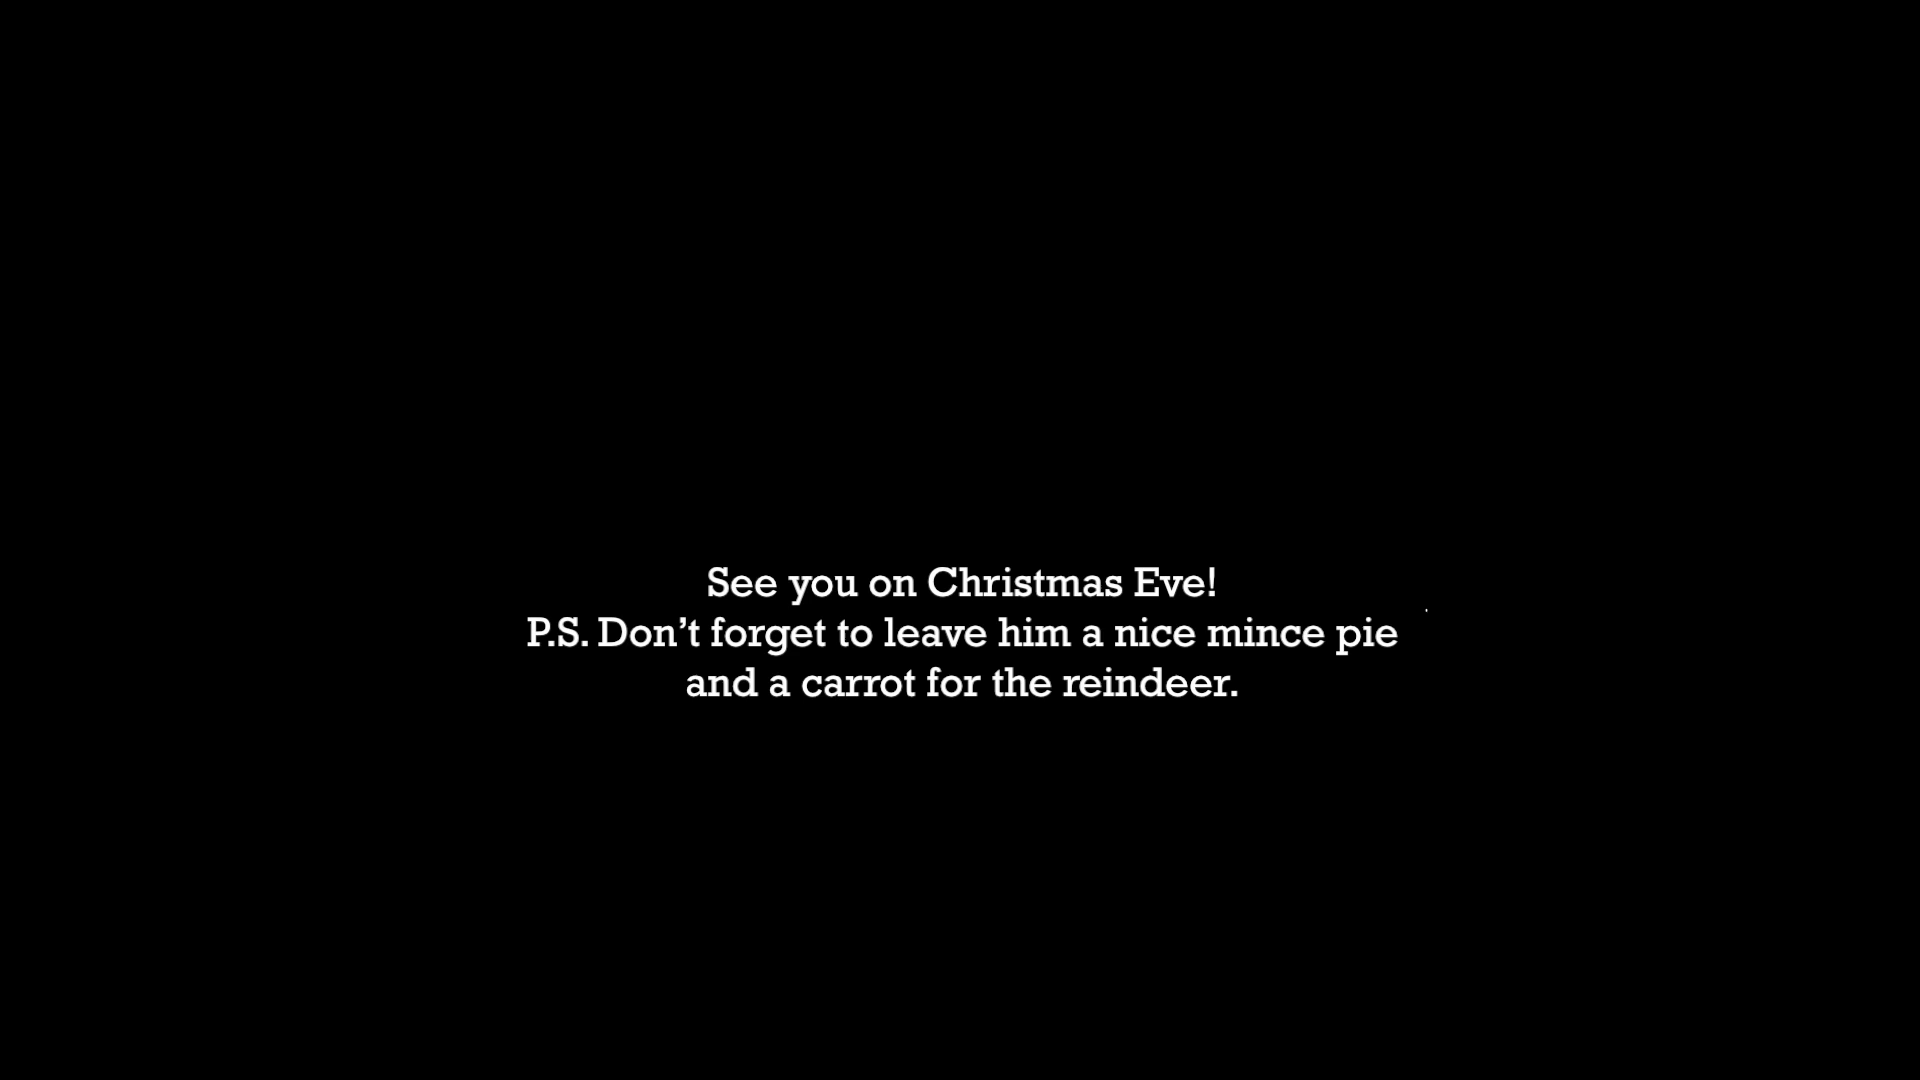 See you on Christmas Eve!
P.S. Don’t forget to leave him a nice mince pie
and a carrot for the reindeer.